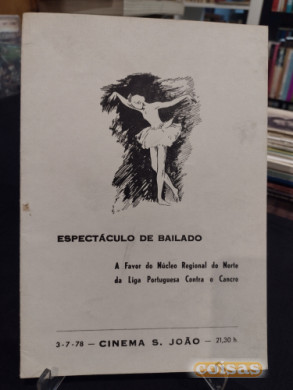 ESPECTÁCULO DE BAILADO
A Favor do Núcleo Regional do Norte
da Liga Portuguesa Contra o Cancro
3-7-78 — CINEMA S. JOÃO — 21,30 h.
coisas